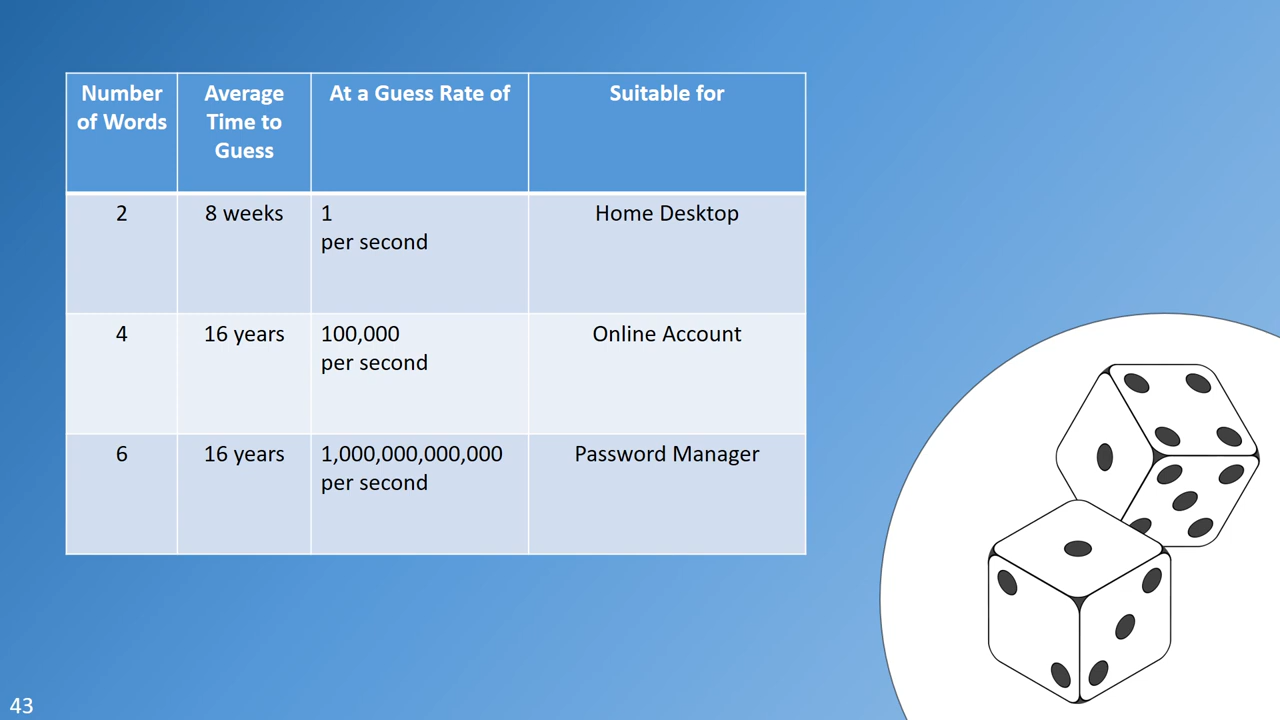 Number of Words
Average Time to Guess
At a Guess Rate of
Suitable for
2
8 weeks
1
per second
Home Desktop
4
16 years
100,000
per second
Online Account
6
16 years
1,000,000,000,000
per second
Password Manager
43